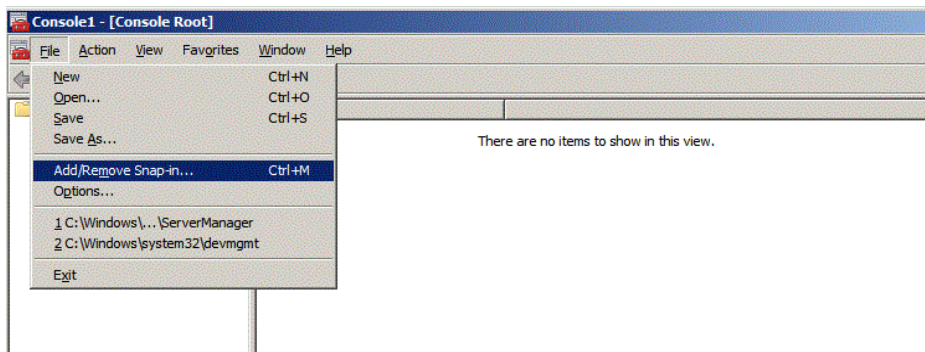 Console1 - [Console Root]
File Action View Favorites Window Help
New Ctrl+N
Open... Ctrl+O
Save Ctrl+S
Save As...
There are no items to show in this view.
Add/Remove Snap-in... Ctrl+M
Options...
1 C:\Windows\...\ServerManager
2 C:\Windows\system32\devmgmt
Exit